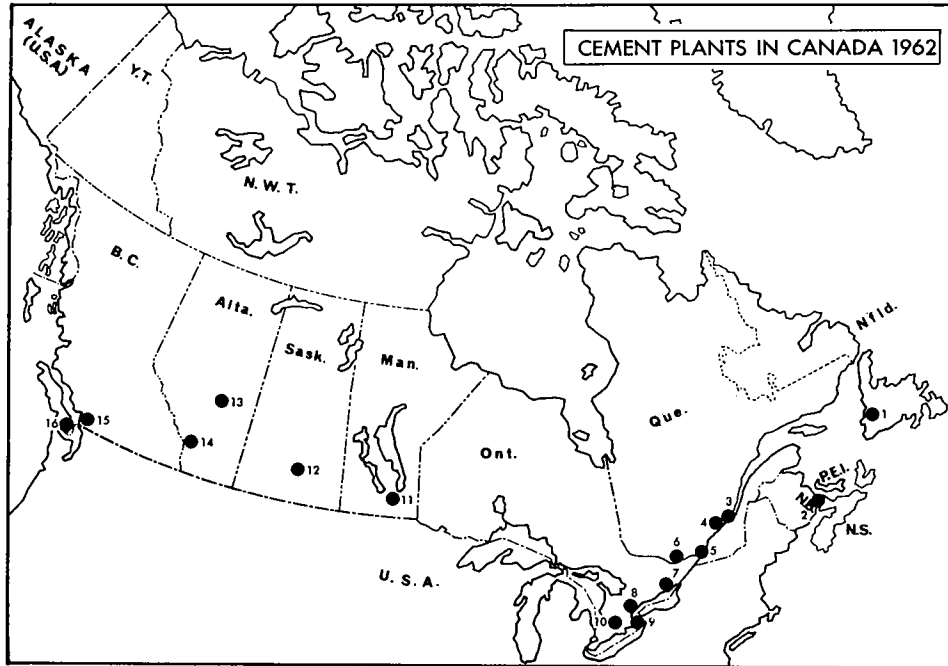 CEMENT PLANTS IN CANADA 1962
ALASKA
(U.S.A)
Y.T.
N.W.T.
B.C.
Alta.
Sask.
Man.
Ont.
Que.
Nfld.
P.E.I.
N.S.
U.S.A.
1
2
3
4
5
6
7
8
9
10
11
12
13
14
15
16